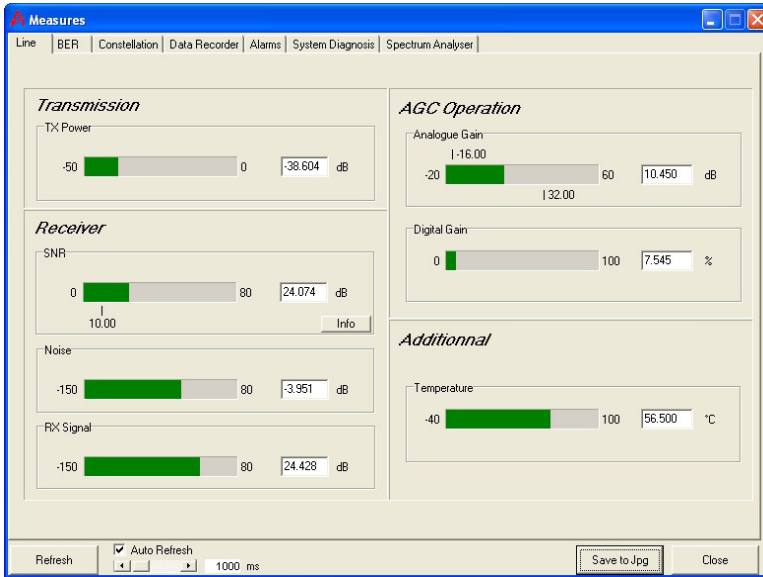 Measures
Line BER Constellation Data Recorder Alarms System Diagnosis Spectrum Analyser
Transmission
TX Power
-50 0 -38.604 dB
Receiver
SNR
0 80 24.074 dB
10.00
Info
Noise
-150 80 -3.951 dB
RX Signal
-150 80 24.428 dB
AGC Operation
Analogue Gain
-16.00
-20 60 10.450 dB
32.00
Digital Gain
0 100 7.545 %
Additionnal
Temperature
-40 100 56.500 °C
Refresh
Auto Refresh
1000 ms
Save to Jpg
Close